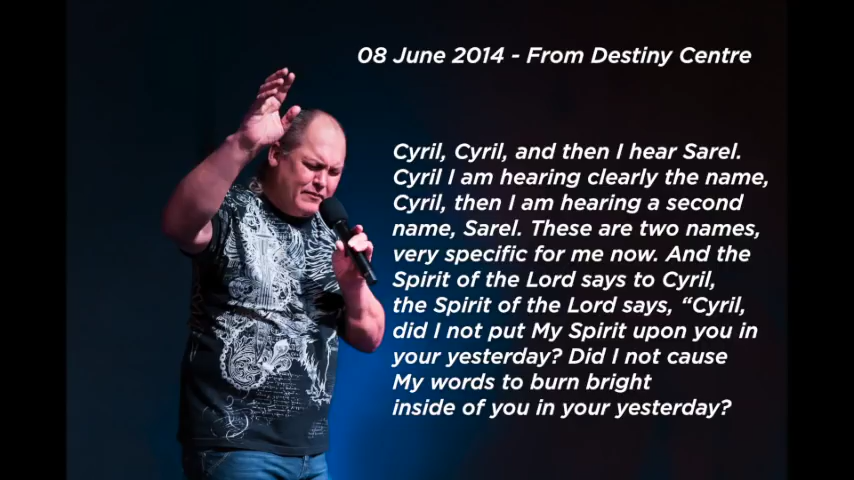 08 June 2014 - From Destiny Centre
Cyril, Cyril, and then I hear Sarel.
Cyril I am hearing clearly the name,
Cyril, then I am hearing a second
name, Sarel. These are two names,
very specific for me now. And the
Spirit of the Lord says to Cyril,
the Spirit of the Lord says, “Cyril,
did I not put My Spirit upon you in
your yesterday? Did I not cause
My words to burn bright
inside of you in your yesterday?